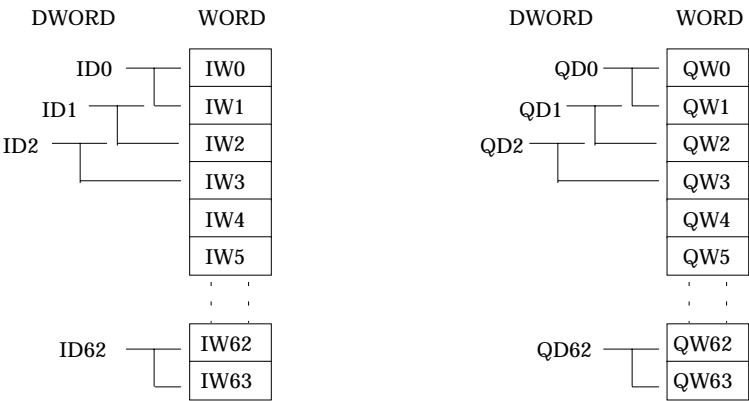 DWORD WORD DWORD WORD
ID0 IW0 QD0 QW0
ID1 IW1 QD1 QW1
ID2 IW2 QD2 QW2
IW3 QW3
IW4 QW4
IW5 QW5
ID62 IW62 QD62 QW62
IW63 QW63